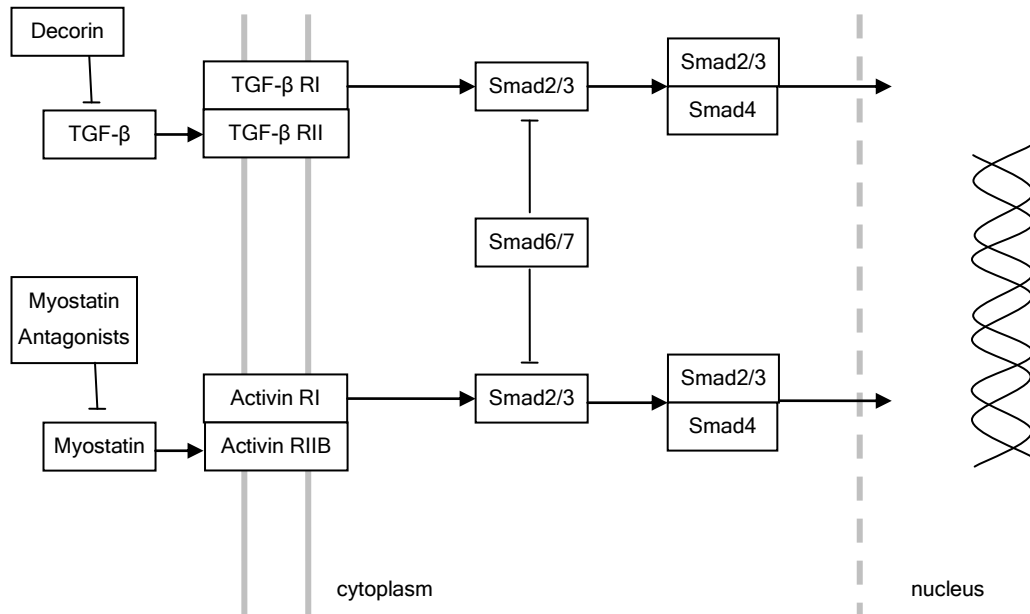 Decorin
TGF-β
TGF-β RI
TGF-β RII
Smad2/3
Smad2/3
Smad4
Smad6/7
Myostatin
Antagonists
Myostatin
Activin RI
Activin RIIB
Smad2/3
Smad2/3
Smad4
cytoplasm
nucleus